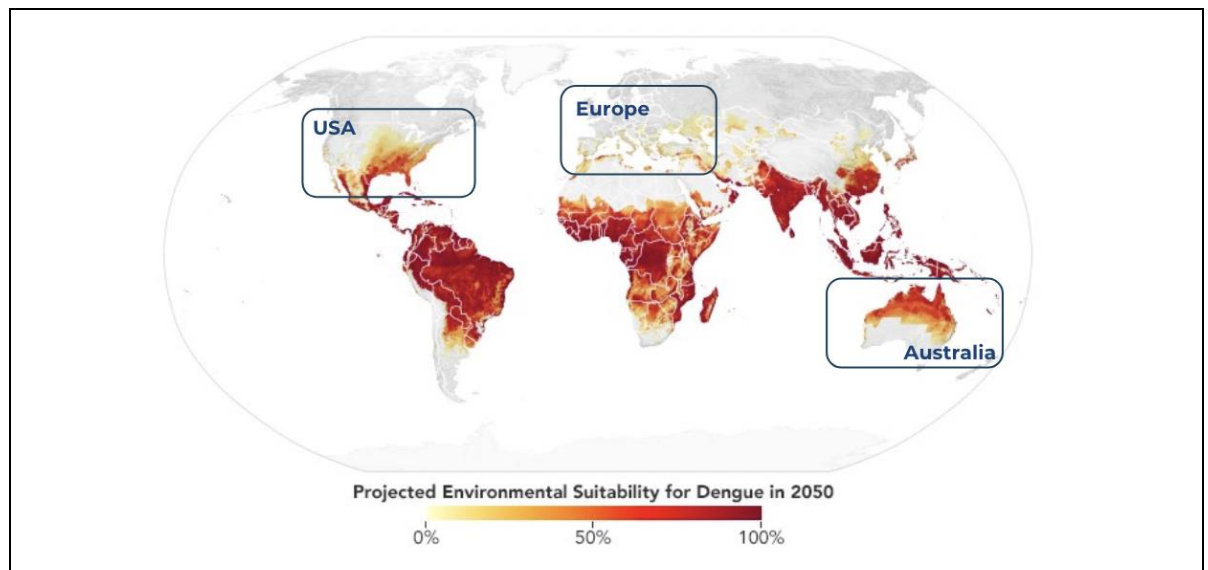 USA
Europe
Australia
Projected Environmental Suitability for Dengue in 2050
0% 50% 100%